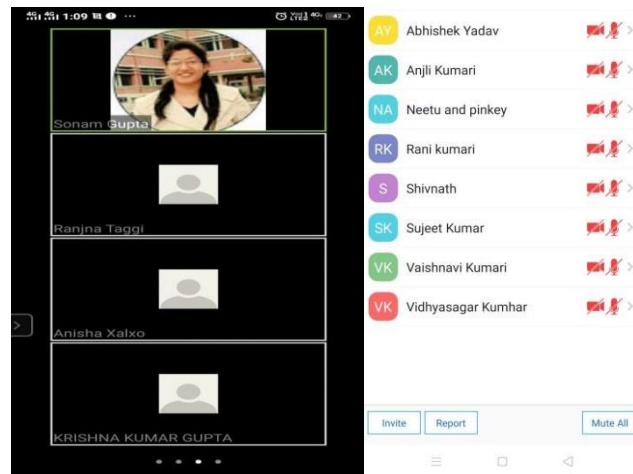 1:09
42
Sonam Gupta
Ranjna Taggi
Anisha Xalxo
KRISHNA KUMAR GUPTA
AY Abhishek Yadav
AK Anjli Kumari
NA Neetu and pinkey
RK Rani kumari
S Shivnath
SK Sujeet Kumar
VK Vaishnavi Kumari
VK Vidhyasagar Kumhar
Invite Report Mute All